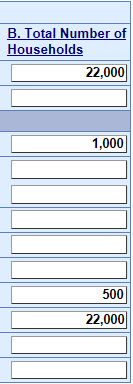 B. Total Number of
Households
22,000
1,000
500
22,000